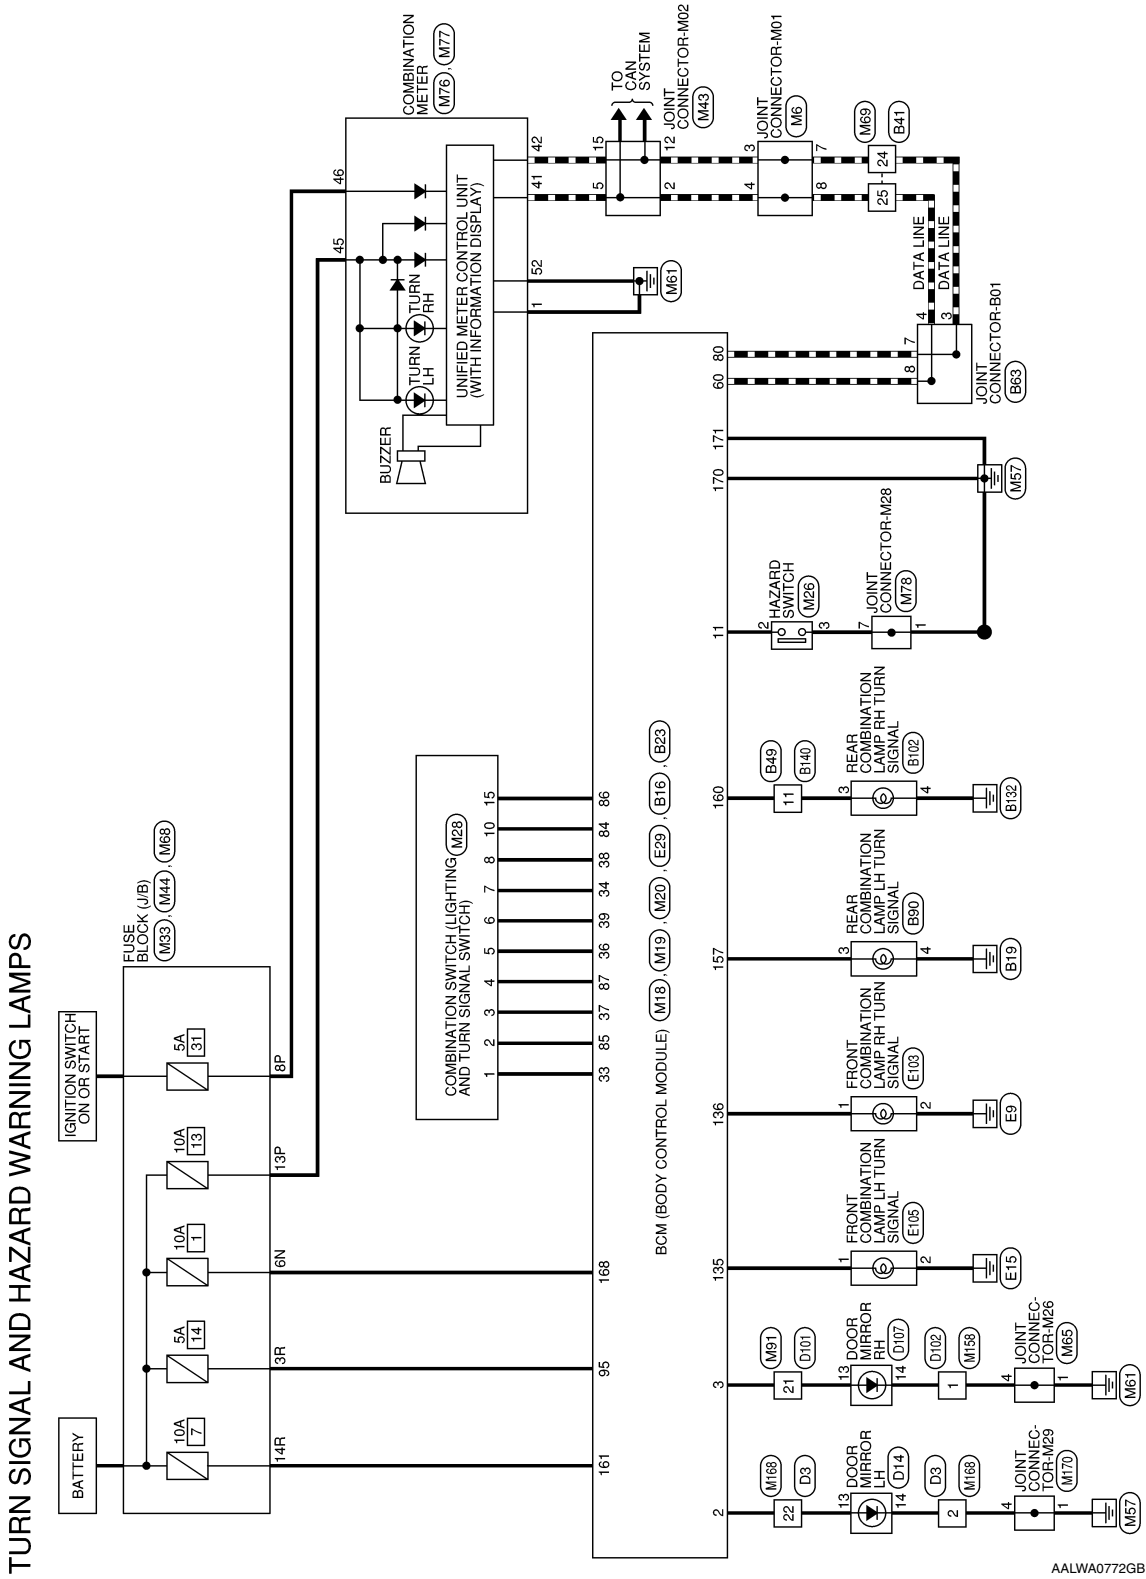 TURN SIGNAL AND HAZARD WARNING LAMPS
BATTERY
IGNITION SWITCH
ON OR START
FUSE
BLOCK (J/B)
M33 , M44 , M68
10A
7
5A
14
10A
1
10A
13
5A
31
14R
3R
6N
13P
8P
COMBINATION
METER
M76 , M77
45
46
BUZZER
TURN
LH
TURN
RH
UNIFIED METER CONTROL UNIT
(WITH INFORMATION DISPLAY)
1
52
41
42
M61
5
15
TO
CAN
SYSTEM
2
12
JOINT
CONNECTOR-M02
M43
4
3
JOINT
CONNECTOR-M01
M6
8
7
25
24
M69
B41
DATA LINE
DATA LINE
4
3
8
7
JOINT
CONNECTOR-B01
B63
COMBINATION SWITCH (LIGHTING
AND TURN SIGNAL SWITCH)
M28
1
2
3
4
5
6
7
8
10
15
161
95
168
33
85
37
87
36
39
34
38
84
86
BCM (BODY CONTROL MODULE)
M18 , M19 , M20 , E29 , B16 , B23
2
3
135
136
157
160
11
170
171
60
80
22
M168
D3
13
DOOR
MIRROR
LH
D14
14
2
D3
M168
4
JOINT
CONNEC-
TOR-M29
M170
1
M57
21
M91
D101
13
DOOR
MIRROR
RH
D107
14
1
D102
M158
4
JOINT
CONNEC-
TOR-M26
M65
1
M61
1
FRONT
COMBINATION
LAMP LH TURN
SIGNAL
E105
2
E15
1
FRONT
COMBINATION
LAMP RH TURN
SIGNAL
E103
2
E9
3
REAR
COMBINATION
LAMP LH TURN
SIGNAL
B90
4
B19
11
B49
B140
3
REAR
COMBINATION
LAMP RH TURN
SIGNAL
B102
4
B132
2
HAZARD
SWITCH
M26
3
7
JOINT
CONNECTOR-M28
M78
1
M57
AALWA0772GB